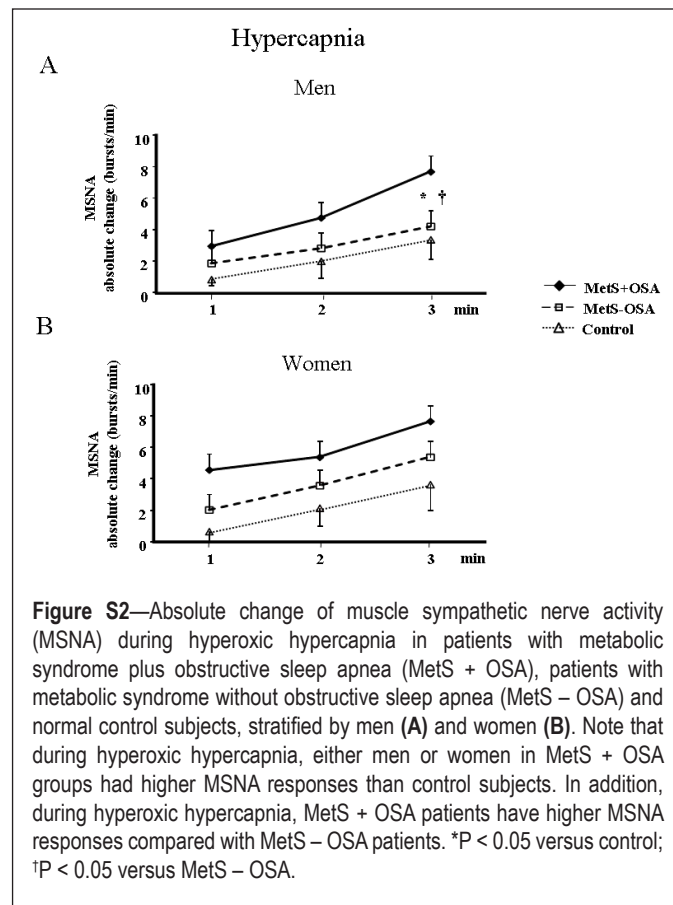 Hypercapnia
A
Men
MSNA
absolute change (bursts/min)
10
8
6
4
2
0
* †
1 2 3 min
MetS+OSA
MetS-OSA
Control
B
Women
MSNA
absolute change (bursts/min)
10
8
6
4
2
0
1 2 3 min
Figure S2—Absolute change of muscle sympathetic nerve activity
(MSNA) during hyperoxic hypercapnia in patients with metabolic
syndrome plus obstructive sleep apnea (MetS + OSA), patients with
metabolic syndrome without obstructive sleep apnea (MetS – OSA) and
normal control subjects, stratified by men (A) and women (B). Note that
during hyperoxic hypercapnia, either men or women in MetS + OSA
groups had higher MSNA responses than control subjects. In addition,
during hyperoxic hypercapnia, MetS + OSA patients have higher MSNA
responses compared with MetS – OSA patients. *P < 0.05 versus control;
†P < 0.05 versus MetS – OSA.